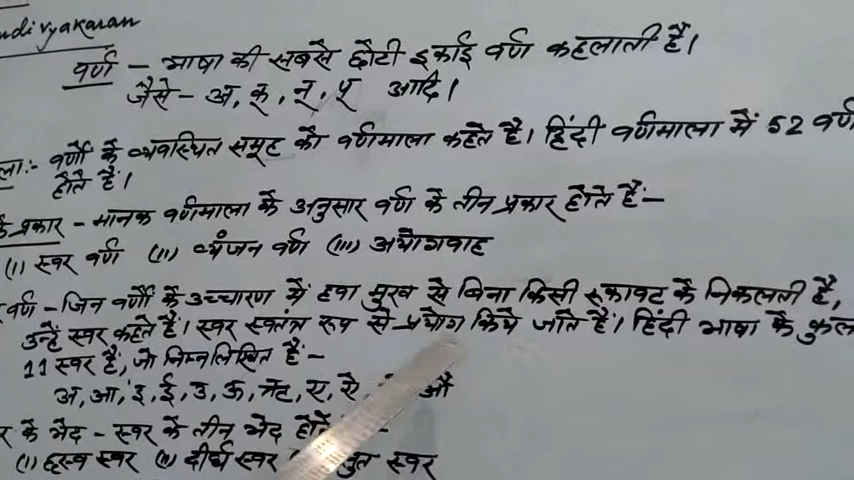 ndi vyakaran
वर्ण – भाषा की सबसे छोटी इकाई वर्ण कहलाती है।
जैसे – अ, क्, न्, प् आदि।
ला:- वर्णों के व्यवस्थित समूह को वर्णमाला कहते है। हिंदी वर्णमाला में 52 वर्ण
होते हैं।
के प्रकार – मानक वर्णमाला के अनुसार वर्ण के तीन प्रकार होते हैं:–
(i) स्वर वर्ण (ii) व्यंजन वर्ण (iii) अयोगवाह
वर्ण – जिन वर्णों के उच्चारण में हवा मुख से बिना किसी रुकावट के निकलती है,
उन्हें स्वर कहते हैं। स्वर स्वतंत्र रूप से प्रयोग किये जाते हैं। हिंदी भाषा के कुल
11 स्वर हैं, जो निम्नलिखित हैं:–
अ, आ, इ, ई, उ, ऊ, ऋ, ए, ऐ, औ
र के भेद – स्वर के तीन भेद होते
(i) ह्रस्व स्वर (ii) दीर्घ स्वर लुत स्वर